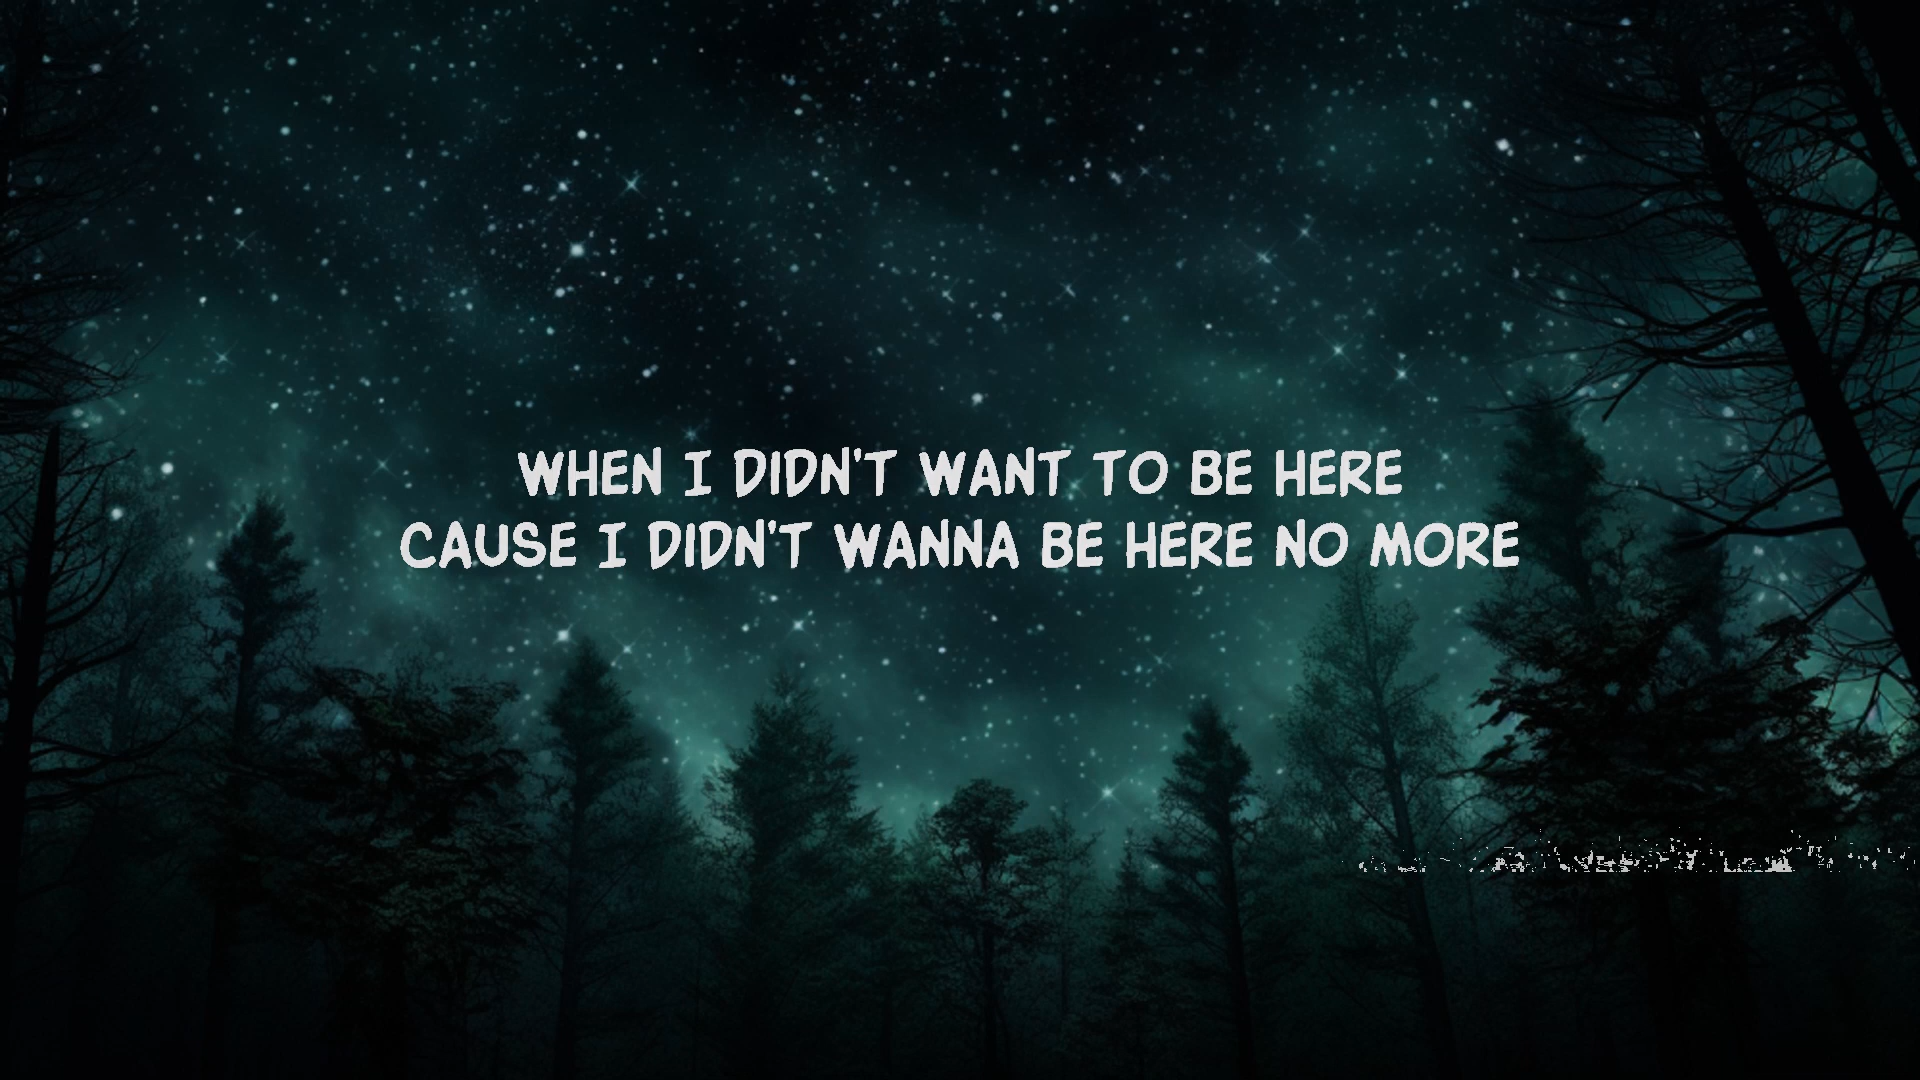 WHEN I DIDN'T WANT TO BE HERE
CAUSE I DIDN'T WANNA BE HERE NO MORE